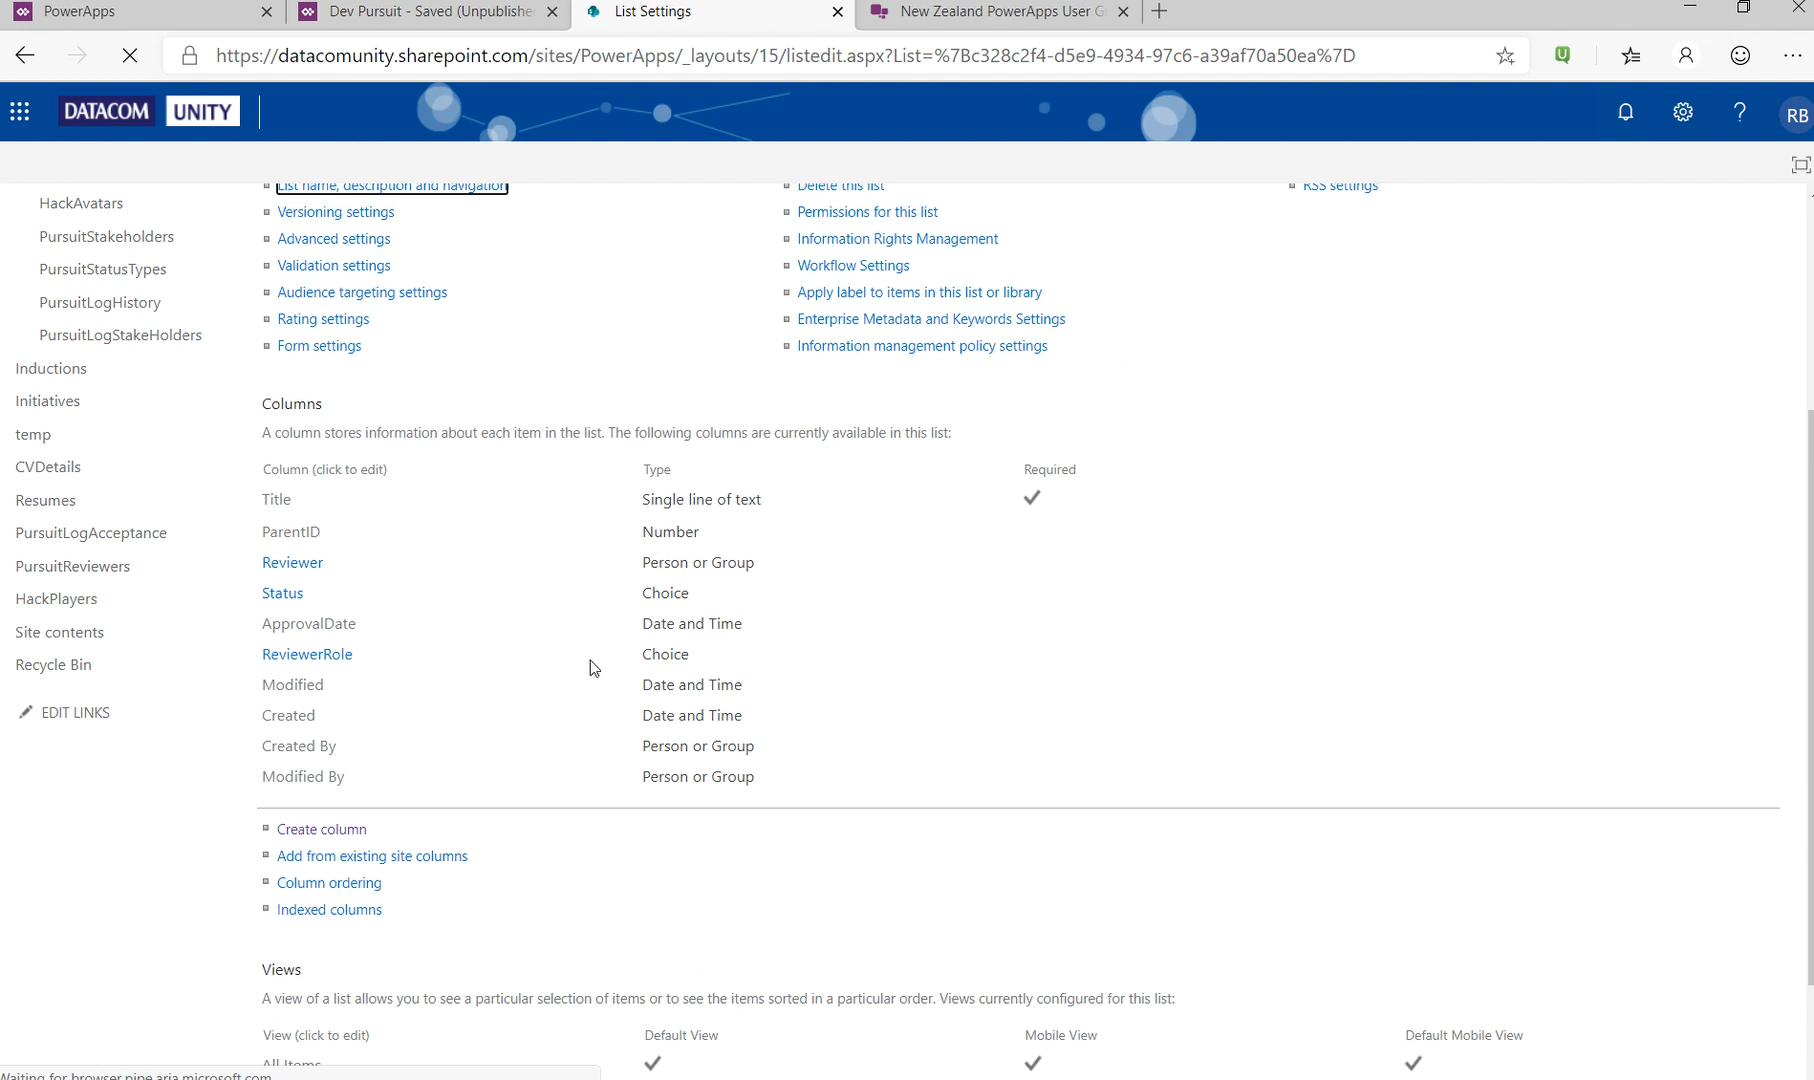 PowerApps
Dev Pursuit - Saved (Unpublishe
List Settings
New Zealand PowerApps User G
https://datacomunity.sharepoint.com/sites/PowerApps/_layouts/15/listedit.aspx?List=%7Bc328c2f4-d5e9-4934-97c6-a39af70a50ea%7D
DATACOM UNITY
RB
HackAvatars
PursuitStakeholders
PursuitStatusTypes
PursuitLogHistory
PursuitLogStakeHolders
Inductions
Initiatives
temp
CVDetails
Resumes
PursuitLogAcceptance
PursuitReviewers
HackPlayers
Site contents
Recycle Bin
EDIT LINKS
List name, description and navigation
Versioning settings
Advanced settings
Validation settings
Audience targeting settings
Rating settings
Form settings
Delete this list
Permissions for this list
Information Rights Management
Workflow Settings
Apply label to items in this list or library
Enterprise Metadata and Keywords Settings
Information management policy settings
RSS settings
Columns
A column stores information about each item in the list. The following columns are currently available in this list:
Column (click to edit) Type Required
Title Single line of text
ParentID Number
Reviewer Person or Group
Status Choice
ApprovalDate Date and Time
ReviewerRole Choice
Modified Date and Time
Created Date and Time
Created By Person or Group
Modified By Person or Group
Create column
Add from existing site columns
Column ordering
Indexed columns
Views
A view of a list allows you to see a particular selection of items or to see the items sorted in a particular order. Views currently configured for this list:
View (click to edit) Default View Mobile View Default Mobile View
All Items
Waiting for browser.pipe.aria.microsoft.com